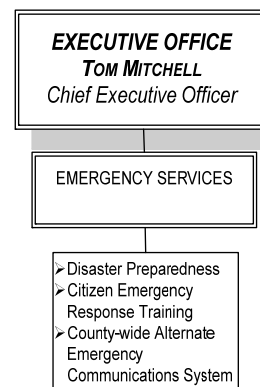 EXECUTIVE OFFICE
TOM MITCHELL
Chief Executive Officer
EMERGENCY SERVICES
➢Disaster Preparedness
➢Citizen Emergency
Response Training
➢County-wide Alternate
Emergency
Communications System